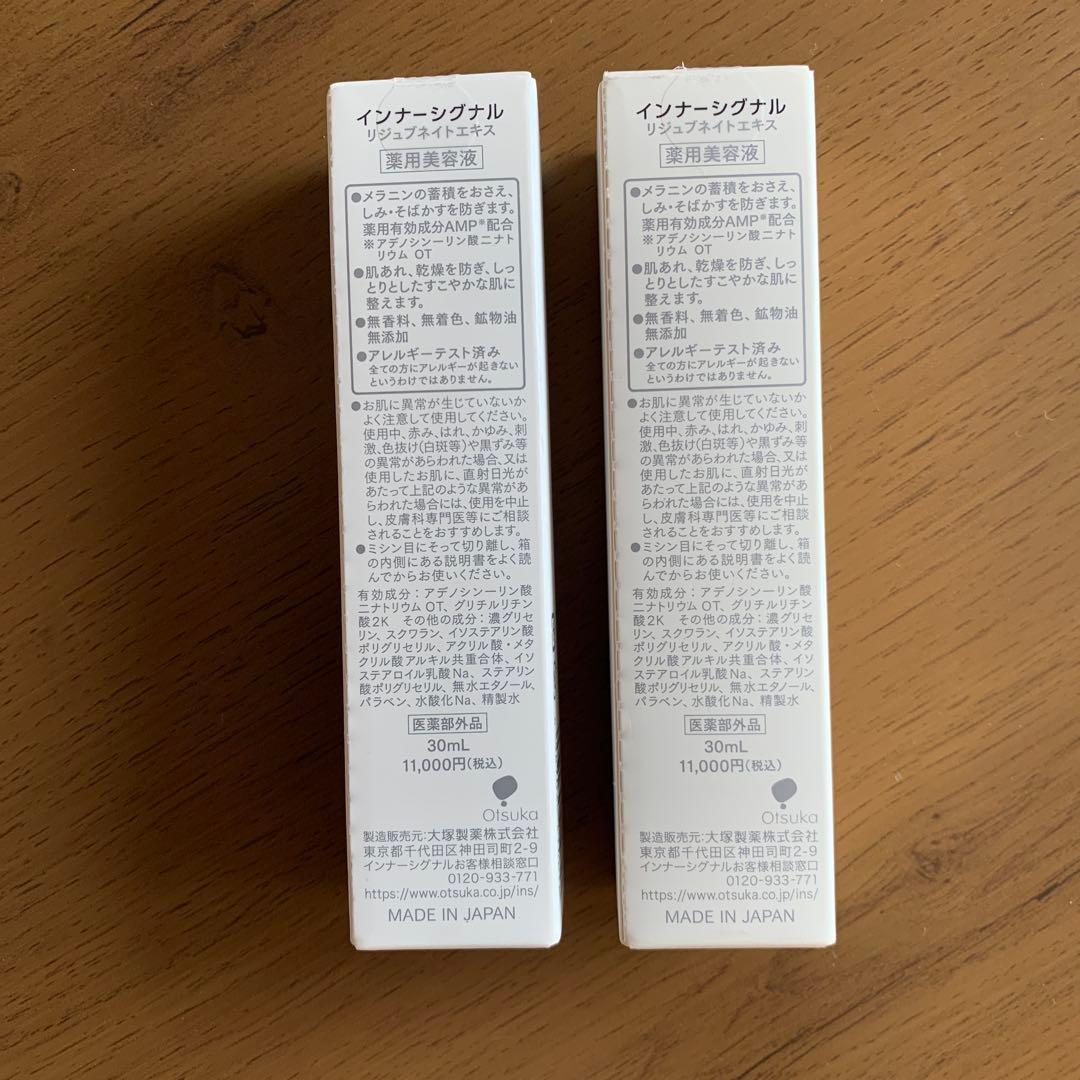 インナーシグナル
リジュブネイトエキス
薬用美容液
●メラニンの蓄積をおさえ、
しみ・そばかすを防ぎます。
薬用有効成分AMP※配合
※アデノシン一リン酸二ナト
リウム OT
●肌あれ、乾燥を防ぎ、しっ
とりとしたすこやかな肌に
整えます。
●無香料、無着色、鉱物油
無添加
●アレルギーテスト済み
全ての方にアレルギーが起きない
というわけではありません。
●お肌に異常が生じていないか
よく注意して使用してください。
使用中、赤み、はれ、かゆみ、刺
激、色抜け(白斑等)や黒ずみ等
の異常があらわれた場合、又は
使用したお肌に、直射日光が
あたって上記のような異常があ
らわれた場合には、使用を中止
し、皮膚科専門医等にご相談
されることをおすすめします。
●ミシン目にそって切り離し、箱
の内側にある説明書をよく読
んでからお使いください。
有効成分：アデノシン一リン酸
二ナトリウム OT、グリチルリチン
酸2K その他の成分：濃グリセ
リン、スクワラン、イソステアリン酸
ポリグリセリル、アクリル酸・メタ
クリル酸アルキル共重合体、イソ
ステアロイル乳酸Na、ステアリン
酸ポリグリセリル、無水エタノール、
パラベン、水酸化Na、精製水
医薬部外品
30mL
11,000円(税込)
Otsuka
製造販売元：大塚製薬株式会社
東京都千代田区神田司町2-9
インナーシグナルお客様相談窓口
0120-933-771
https://www.otsuka.co.jp/ins/
MADE IN JAPAN
インナーシグナル
リジュブネイトエキス
薬用美容液
●メラニンの蓄積をおさえ、
しみ・そばかすを防ぎます。
薬用有効成分AMP※配合
※アデノシン一リン酸二ナト
リウム OT
●肌あれ、乾燥を防ぎ、しっ
とりとしたすこやかな肌に
整えます。
●無香料、無着色、鉱物油
無添加
●アレルギーテスト済み
全ての方にアレルギーが起きない
というわけではありません。
●お肌に異常が生じていないか
よく注意して使用してください。
使用中、赤み、はれ、かゆみ、刺
激、色抜け(白斑等)や黒ずみ等
の異常があらわれた場合、又は
使用したお肌に、直射日光が
あたって上記のような異常があ
らわれた場合には、使用を中止
し、皮膚科専門医等にご相談
されることをおすすめします。
●ミシン目にそって切り離し、箱
の内側にある説明書をよく読
んでからお使いください。
有効成分：アデノシン一リン酸
二ナトリウム OT、グリチルリチン
酸2K その他の成分：濃グリセ
リン、スクワラン、イソステアリン酸
ポリグリセリル、アクリル酸・メタ
クリル酸アルキル共重合体、イソ
ステアロイル乳酸Na、ステアリン
酸ポリグリセリル、無水エタノール、
パラベン、水酸化Na、精製水
医薬部外品
30mL
11,000円(税込)
Otsuka
製造販売元：大塚製薬株式会社
東京都千代田区神田司町2-9
インナーシグナルお客様相談窓口
0120-933-771
https://www.otsuka.co.jp/ins/
MADE IN JAPAN